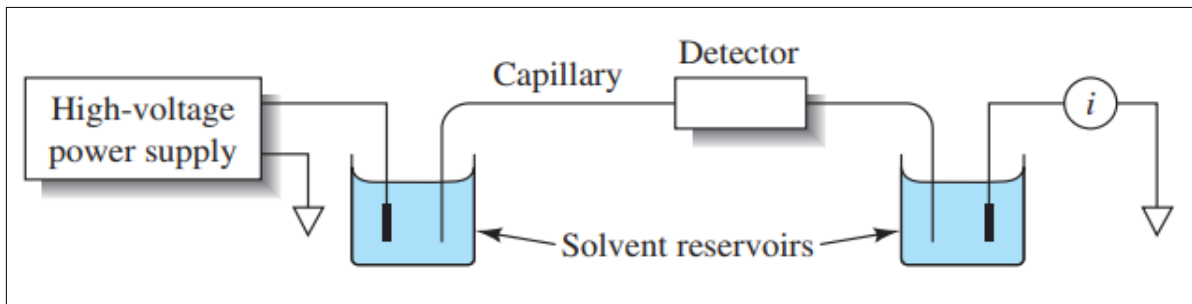 High-voltage
power supply
Capillary
Detector
i
Solvent reservoirs